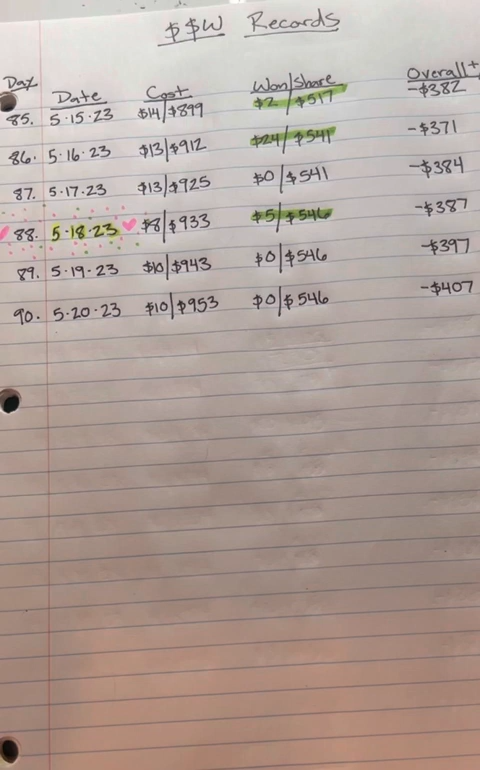 $$W Records
Day Date Cost Won/Share Overall+
85. 5.15.23 $14|$899 $2/$517 -$382
86. 5.16.23 $13|$912 $24/$541 -$371
87. 5.17.23 $13|$925 $0/$541 -$384
88. 5.18.23 $8|$933 $5/$546 -$387
89. 5.19.23 $10|$943 $0/$546 -$397
90. 5.20.23 $10|$953 $0/$546 -$407